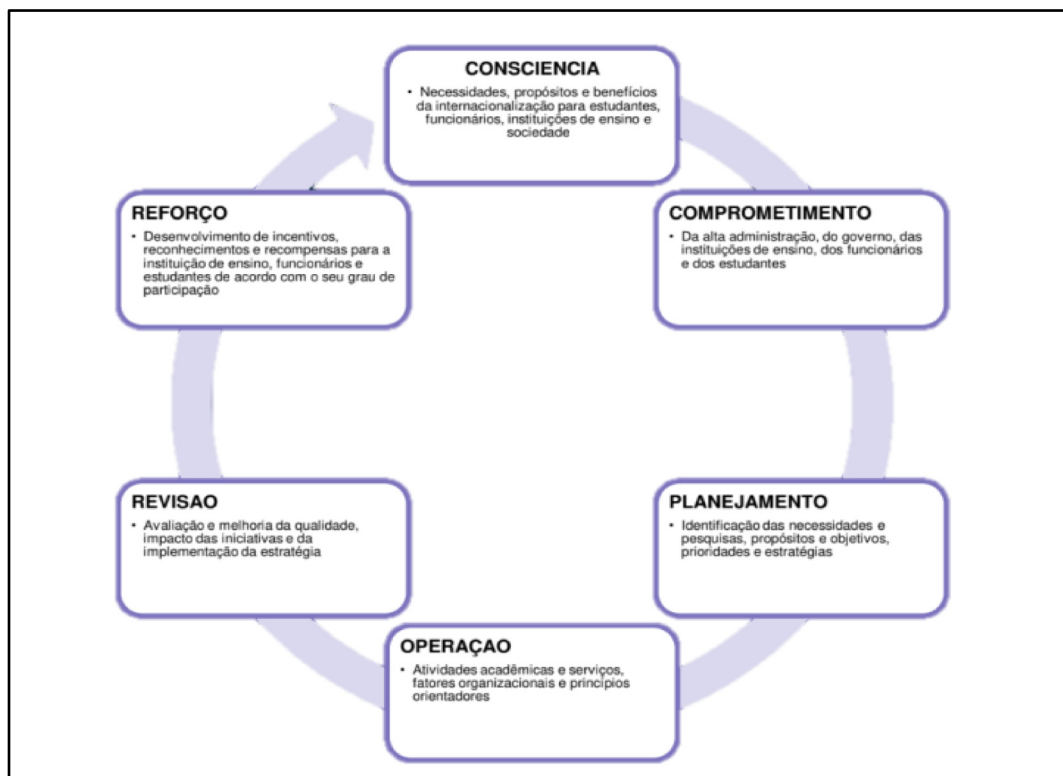 CONSCIENCIA
• Necessidades, propósitos e benefícios
da internacionalização para estudantes,
funcionários, instituições de ensino e
sociedade
COMPROMETIMENTO
• Da alta administração, do governo, das
instituições de ensino, dos funcionários
e dos estudantes
PLANEJAMENTO
• Identificação das necessidades e
pesquisas, propósitos e objetivos,
prioridades e estratégias
OPERAÇAO
• Atividades acadêmicas e serviços,
fatores organizacionais e princípios
orientadores
REVISAO
• Avaliação e melhoria da qualidade,
impacto das iniciativas e da
implementação da estratégia
REFORÇO
• Desenvolvimento de incentivos,
reconhecimentos e recompensas para a
instituição de ensino, funcionários e
estudantes de acordo com o seu grau de
participação